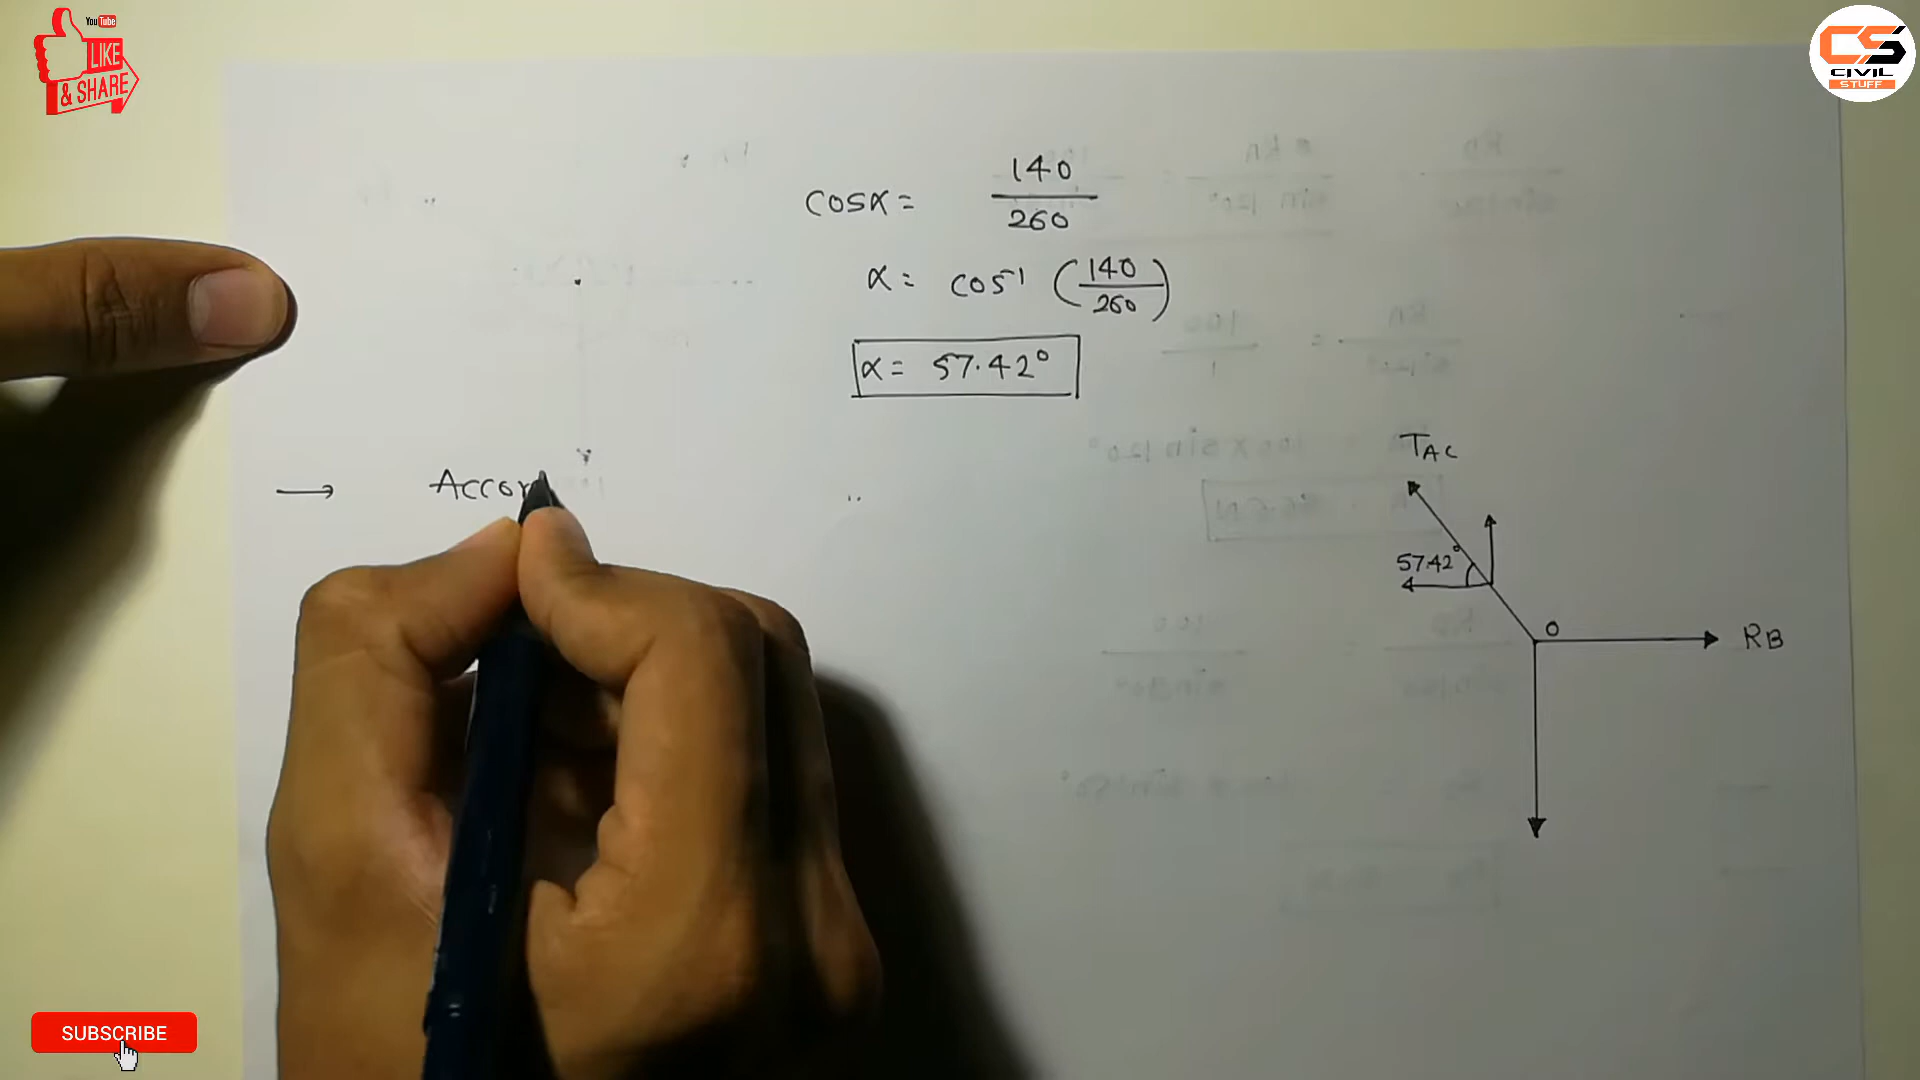 YouTube
LIKE
& SHARE
CS
CIVIL
STUFF
cosα = 140
260
α = cos-1 (140
260)
α = 57.42°
→ Accor
TAC
57.42°
O
RB
SUBSCRIBE